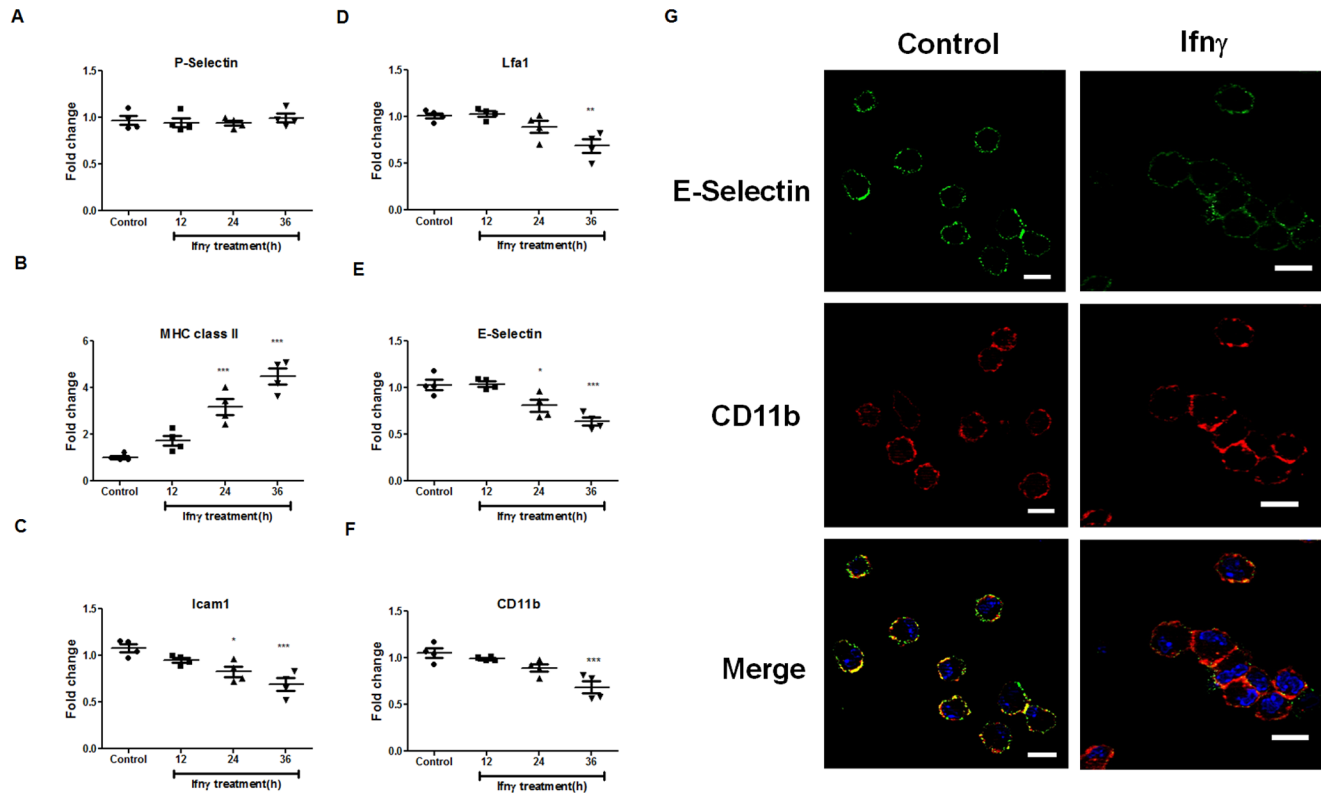 A
P-Selectin
Fold change
1.5
1.0
0.5
0.0
Control
12
24
36
Ifnγ treatment(h)
B
MHC class II
Fold change
6
4
2
0
***
***
Control
12
24
36
Ifnγ treatment(h)
C
Icam1
Fold change
1.5
1.0
0.5
0.0
*
***
Control
12
24
36
Ifnγ treatment(h)
D
Lfa1
Fold change
1.5
1.0
0.5
0.0
**
Control
12
24
36
Ifnγ treatment(h)
E
E-Selectin
Fold change
1.5
1.0
0.5
0.0
*
***
Control
12
24
36
Ifnγ treatment(h)
F
CD11b
Fold change
1.5
1.0
0.5
0.0
***
Control
12
24
36
Ifnγ treatment(h)
G
Control
Ifnγ
E-Selectin
CD11b
Merge